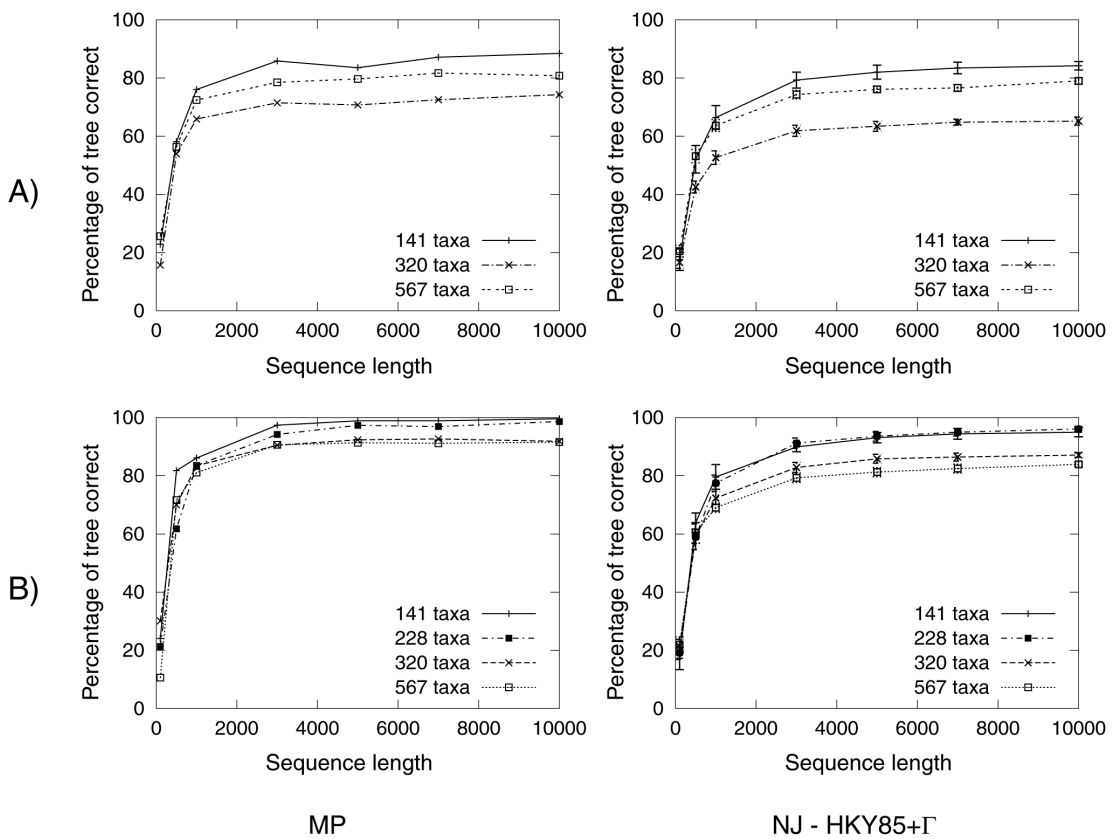 A)
Percentage of tree correct
100
80
60
40
20
0
0 2000 4000 6000 8000 10000
Sequence length
141 taxa
320 taxa
567 taxa
Percentage of tree correct
100
80
60
40
20
0
0 2000 4000 6000 8000 10000
Sequence length
141 taxa
320 taxa
567 taxa
B)
Percentage of tree correct
100
80
60
40
20
0
0 2000 4000 6000 8000 10000
Sequence length
141 taxa
228 taxa
320 taxa
567 taxa
Percentage of tree correct
100
80
60
40
20
0
0 2000 4000 6000 8000 10000
Sequence length
141 taxa
228 taxa
320 taxa
567 taxa
MP
NJ - HKY85+Γ